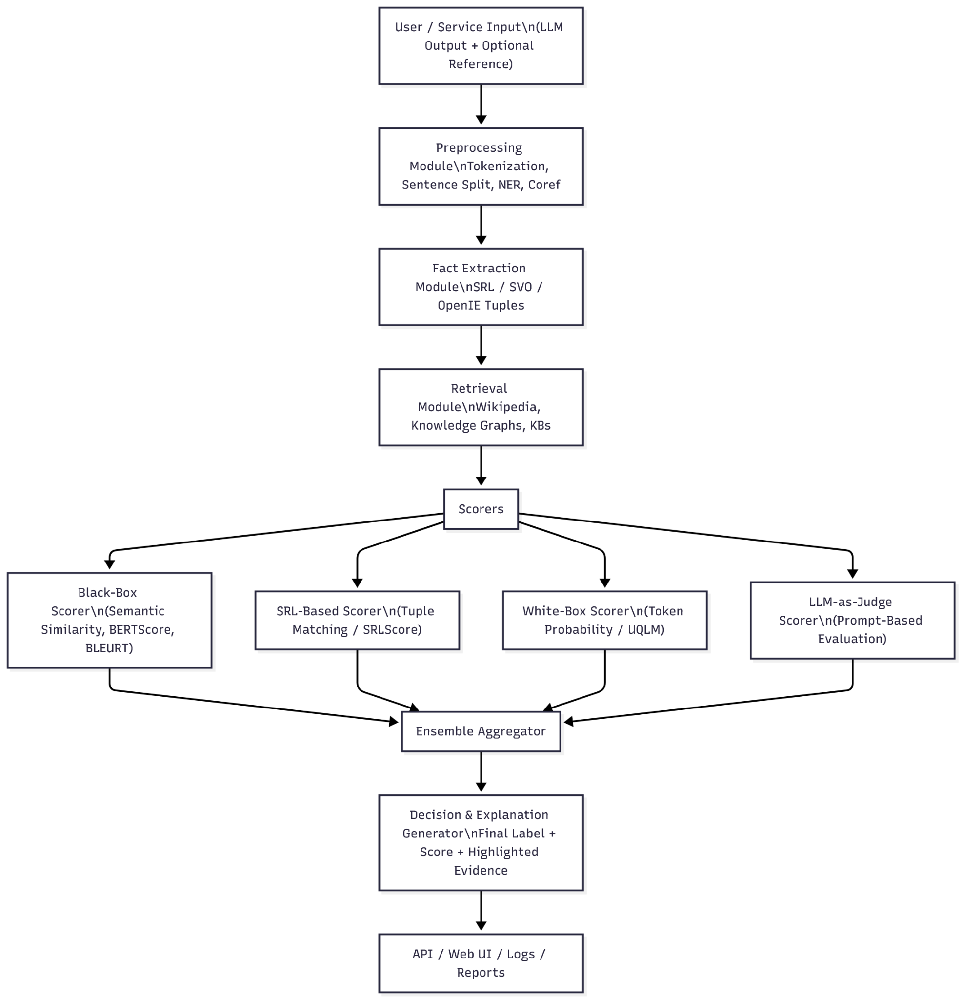 User / Service Input\n(LLM
Output + Optional
Reference)
Preprocessing
Module\nTokenization,
Sentence Split, NER, Coref
Fact Extraction
Module\nSRL / SVO /
OpenIE Tuples
Retrieval
Module\nWikipedia,
Knowledge Graphs, KBs
Scorers
Black-Box
Scorer\n(Semantic
Similarity, BERTScore,
BLEURT)
SRL-Based Scorer\n(Tuple
Matching / SRLScore)
White-Box Scorer\n(Token
Probability / UQLM)
LLM-as-Judge
Scorer\n(Prompt-Based
Evaluation)
Ensemble Aggregator
Decision & Explanation
Generator\nFinal Label +
Score + Highlighted
Evidence
API / Web UI / Logs /
Reports